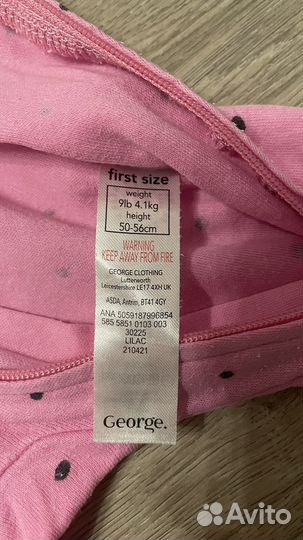 first size
weight
9lb 4.1kg
height
50-56cm
WARNING
KEEP AWAY FROM FIRE
GEORGE CLOTHING
Lutterworth
Leicestershire LE17 4XH UK
ASDA, Antrim, BT41 4GY
ANA 5059187996854
585 5851 0103 003
30225
LILAC
210421
George.
Avito